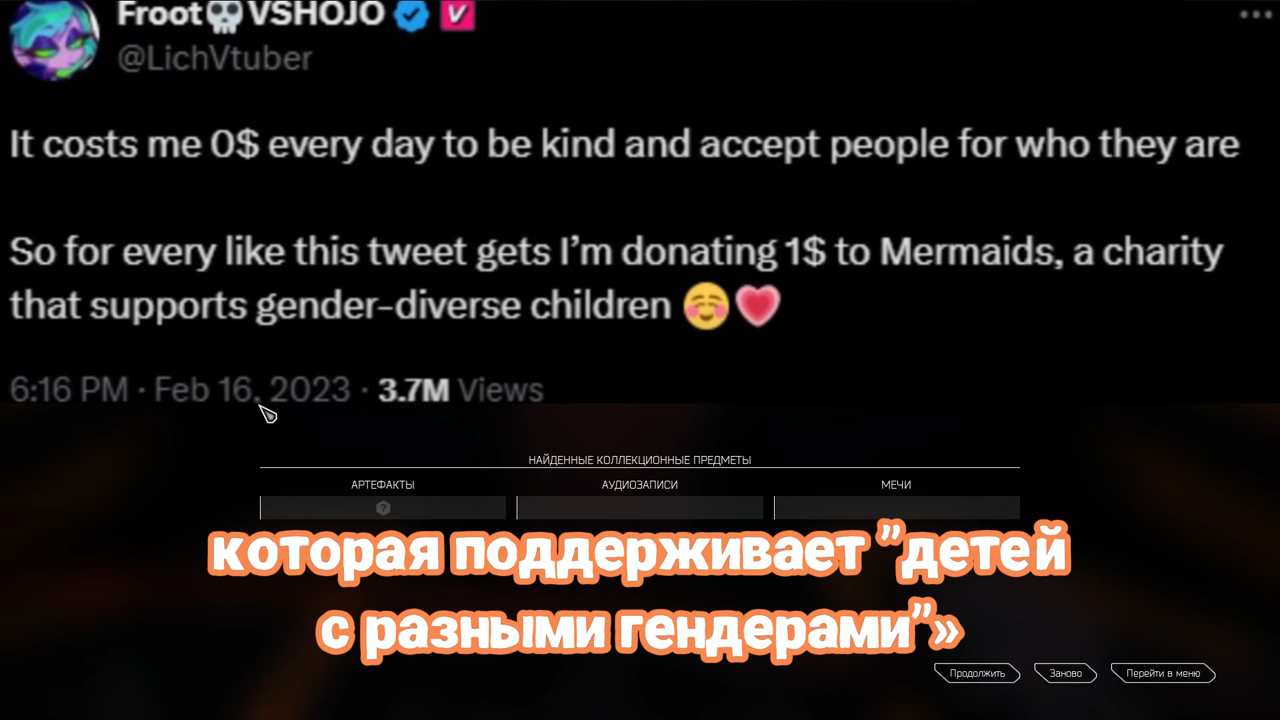 Froot💀VSHOJO
@LichVtuber
It costs me 0$ every day to be kind and accept people for who they are
So for every like this tweet gets I’m donating 1$ to Mermaids, a charity
that supports gender-diverse children ☺️💗
6:16 PM · Feb 16, 2023 · 3.7M Views
НАЙДЕННЫЕ КОЛЛЕКЦИОННЫЕ ПРЕДМЕТЫ
АРТЕФАКТЫ АУДИОЗАПИСИ МЕЧИ
которая поддерживает ”детей
с разными гендерами”»
Продолжить Заново Перейти в меню